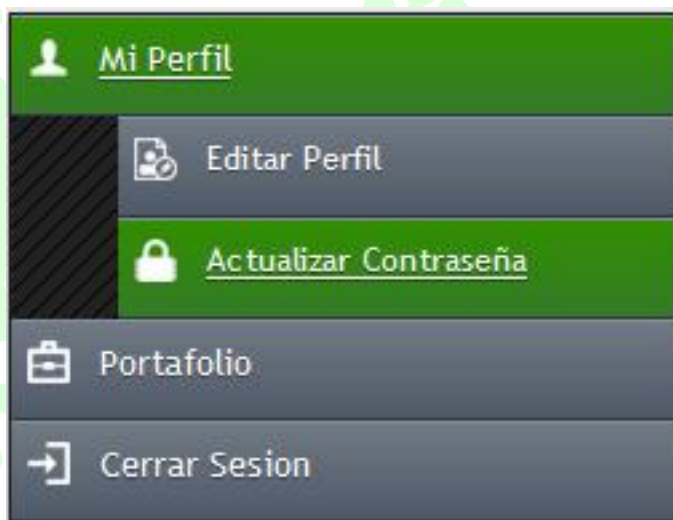 Mi Perfil
Editar Perfil
Actualizar Contraseña
Portafolio
Cerrar Sesion